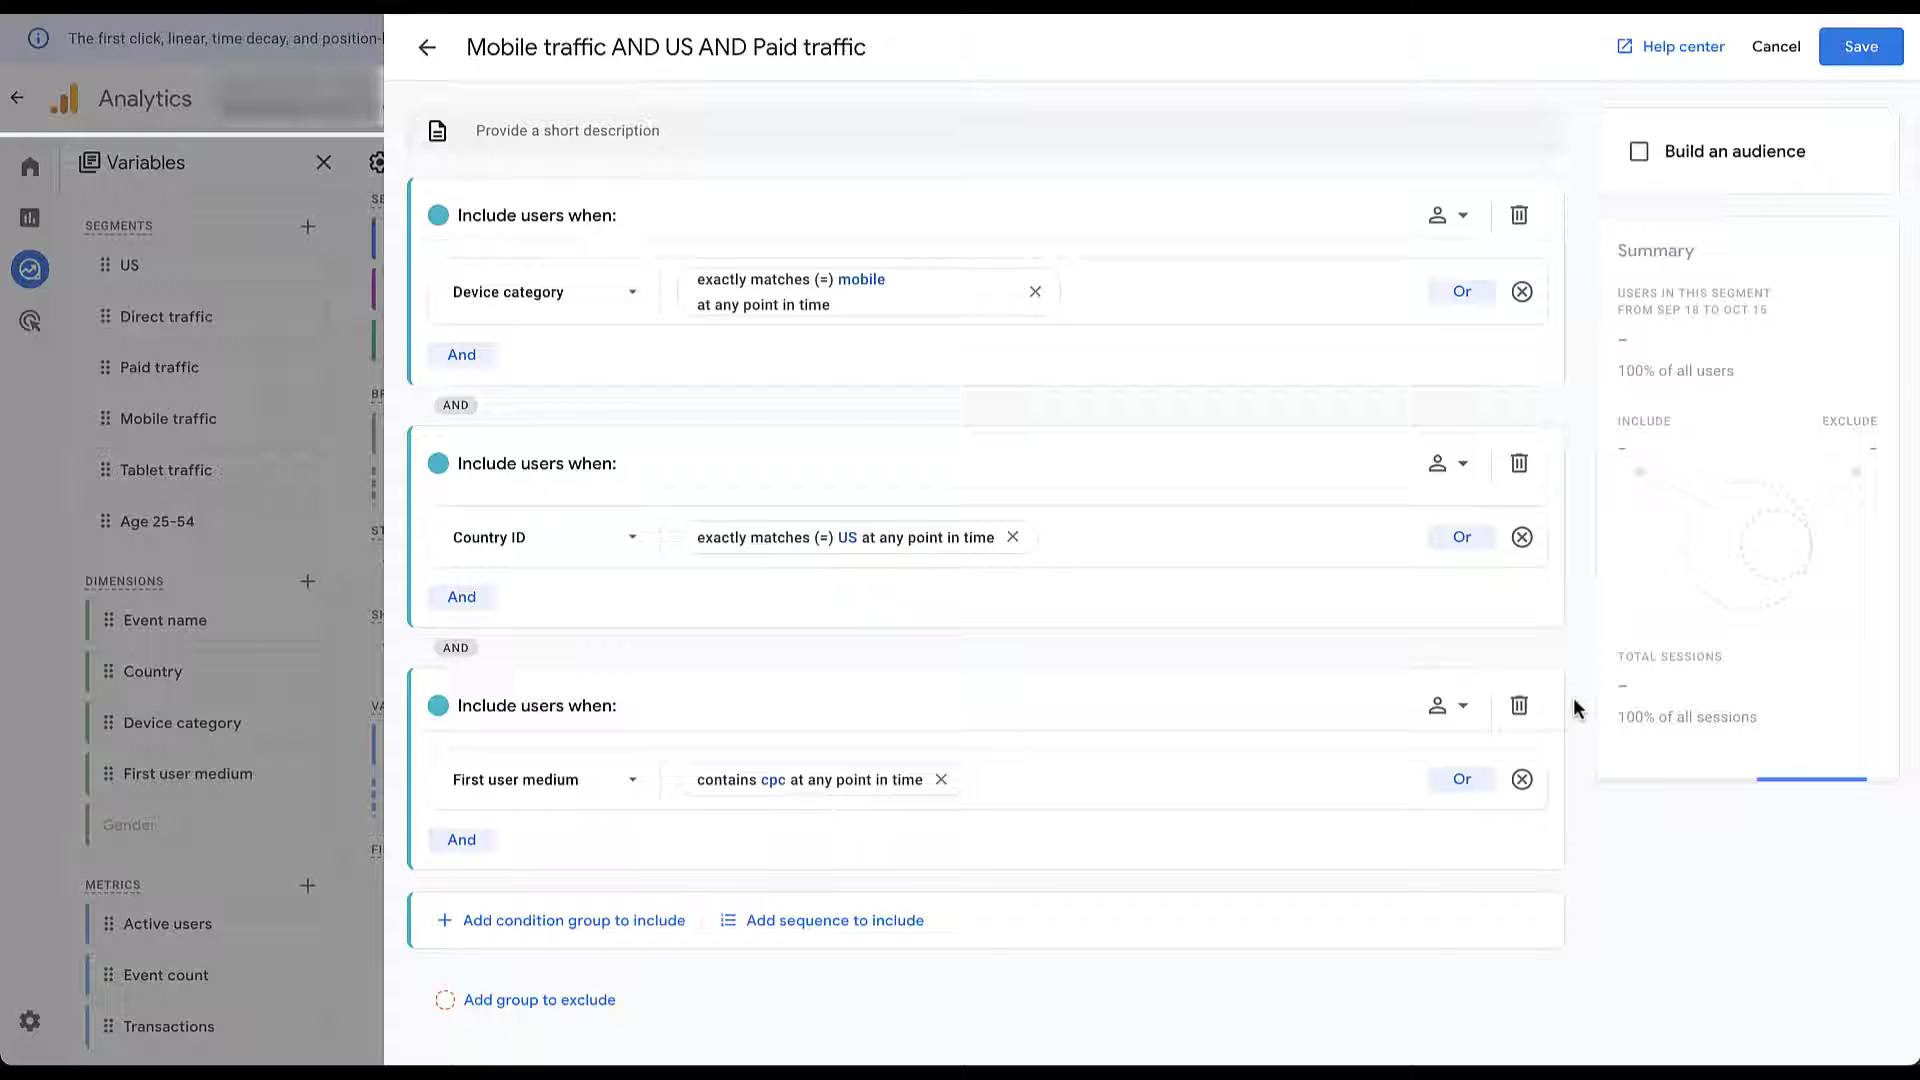 The first click, linear, time decay, and position-
Analytics
Variables
SEGMENTS
US
Direct traffic
Paid traffic
Mobile traffic
Tablet traffic
Age 25-54
DIMENSIONS
Event name
Country
Device category
First user medium
Gender
METRICS
Active users
Event count
Transactions
SE
BR
ST
SH
VA
FI
Mobile traffic AND US AND Paid traffic
Help center
Cancel
Save
Provide a short description
Include users when:
Device category
exactly matches (=) mobile
at any point in time
Or
And
AND
Include users when:
Country ID
exactly matches (=) US at any point in time
Or
And
AND
Include users when:
First user medium
contains cpc at any point in time
Or
And
Add condition group to include
Add sequence to include
Add group to exclude
Build an audience
Summary
USERS IN THIS SEGMENT
FROM SEP 18 TO OCT 15
–
100% of all users
INCLUDE
EXCLUDE
–
–
TOTAL SESSIONS
–
100% of all sessions